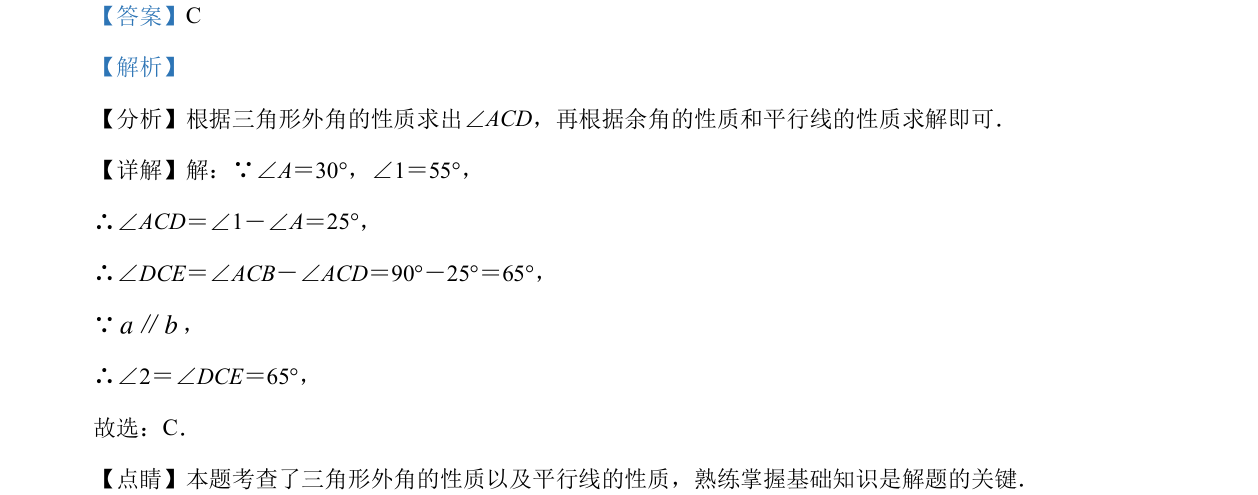 【答案】C
【解析】
【分析】根据三角形外角的性质求出∠ACD，再根据余角的性质和平行线的性质求解即可．
【详解】解：∵∠A＝30°，∠1＝55°，
∴∠ACD＝∠1－∠A＝25°，
∴∠DCE＝∠ACB－∠ACD＝90°－25°＝65°，
∵a∥b，
∴∠2＝∠DCE＝65°，
故选：C．
【点睛】本题考查了三角形外角的性质以及平行线的性质，熟练掌握基础知识是解题的关键．